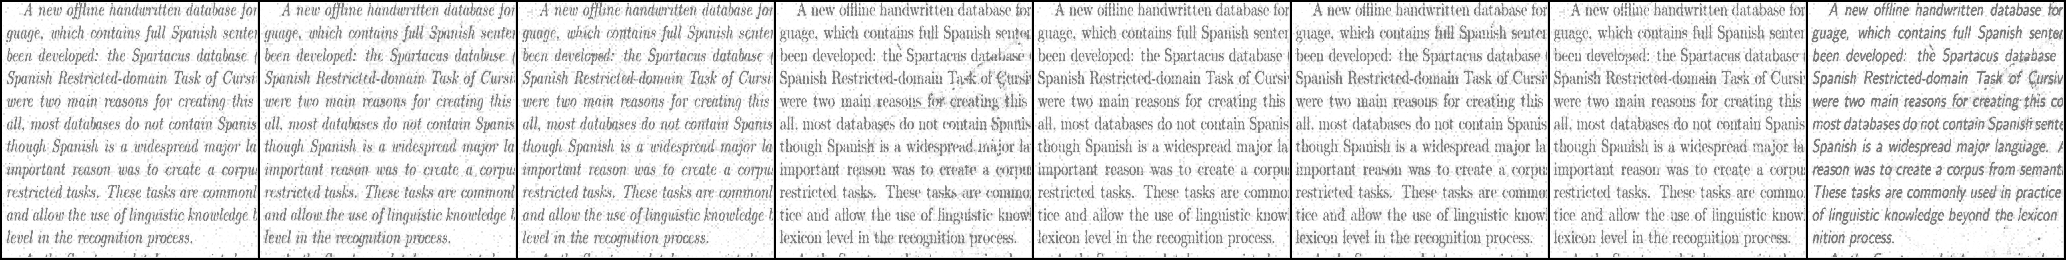 A new offline handwritten database for
guage, which contains full Spanish senten
been developed: the Spartacus database
Spanish Restricted-domain Task of Cursi
were two main reasons for creating this
all, most databases do not contain Spanis
though Spanish is a widespread major la
important reason was to create a corpu
restricted tasks. These tasks are commonl
and allow the use of linguistic knowledge
level in the recognition process.
A new offline handwritten database for
guage, which contains full Spanish senten
been developed: the Spartacus database
Spanish Restricted-domain Task of Cursi
were two main reasons for creating this
all, most databases do not contain Spanis
though Spanish is a widespread major la
important reason was to create a corpu
restricted tasks. These tasks are commonl
and allow the use of linguistic knowledge
level in the recognition process.
A new offline handwritten database for
guage, which contains full Spanish senten
been developed: the Spartacus database
Spanish Restricted-domain Task of Cursi
were two main reasons for creating this
all, most databases do not contain Spanis
though Spanish is a widespread major la
important reason was to create a corpu
restricted tasks. These tasks are commonl
and allow the use of linguistic knowledge
level in the recognition process.
A new offline handwritten database for
guage, which contains full Spanish senten
been developed: the Spartacus database
Spanish Restricted-domain Task of Cursi
were two main reasons for creating this
all, most databases do not contain Spanis
though Spanish is a widespread major la
important reason was to create a corpu
restricted tasks. These tasks are commo
tice and allow the use of linguistic know
lexicon level in the recognition process.
A new offline handwritten database for
guage, which contains full Spanish senten
been developed: the Spartacus database
Spanish Restricted-domain Task of Cursi
were two main reasons for creating this
all, most databases do not contain Spanis
though Spanish is a widespread major la
important reason was to create a corpu
restricted tasks. These tasks are commo
tice and allow the use of linguistic know
lexicon level in the recognition process.
A new offline handwritten database for
guage, which contains full Spanish senten
been developed: the Spartacus database
Spanish Restricted-domain Task of Cursi
were two main reasons for creating this
all, most databases do not contain Spanis
though Spanish is a widespread major la
important reason was to create a corpu
restricted tasks. These tasks are commo
tice and allow the use of linguistic know
lexicon level in the recognition process.
A new offline handwritten database for
guage, which contains full Spanish senten
been developed: the Spartacus database
Spanish Restricted-domain Task of Cursi
were two main reasons for creating this
all, most databases do not contain Spanis
though Spanish is a widespread major la
important reason was to create a corpu
restricted tasks. These tasks are commo
tice and allow the use of linguistic know
lexicon level in the recognition process.
A new offline handwritten database for
guage, which contains full Spanish senten
been developed: the Spartacus database
Spanish Restricted-domain Task of Cursiv
were two main reasons for creating this co
most databases do not contain Spanish sente
Spanish is a widespread major language.
reason was to create a corpus from semant
These tasks are commonly used in practice
of linguistic knowledge beyond the lexicon
nition process.